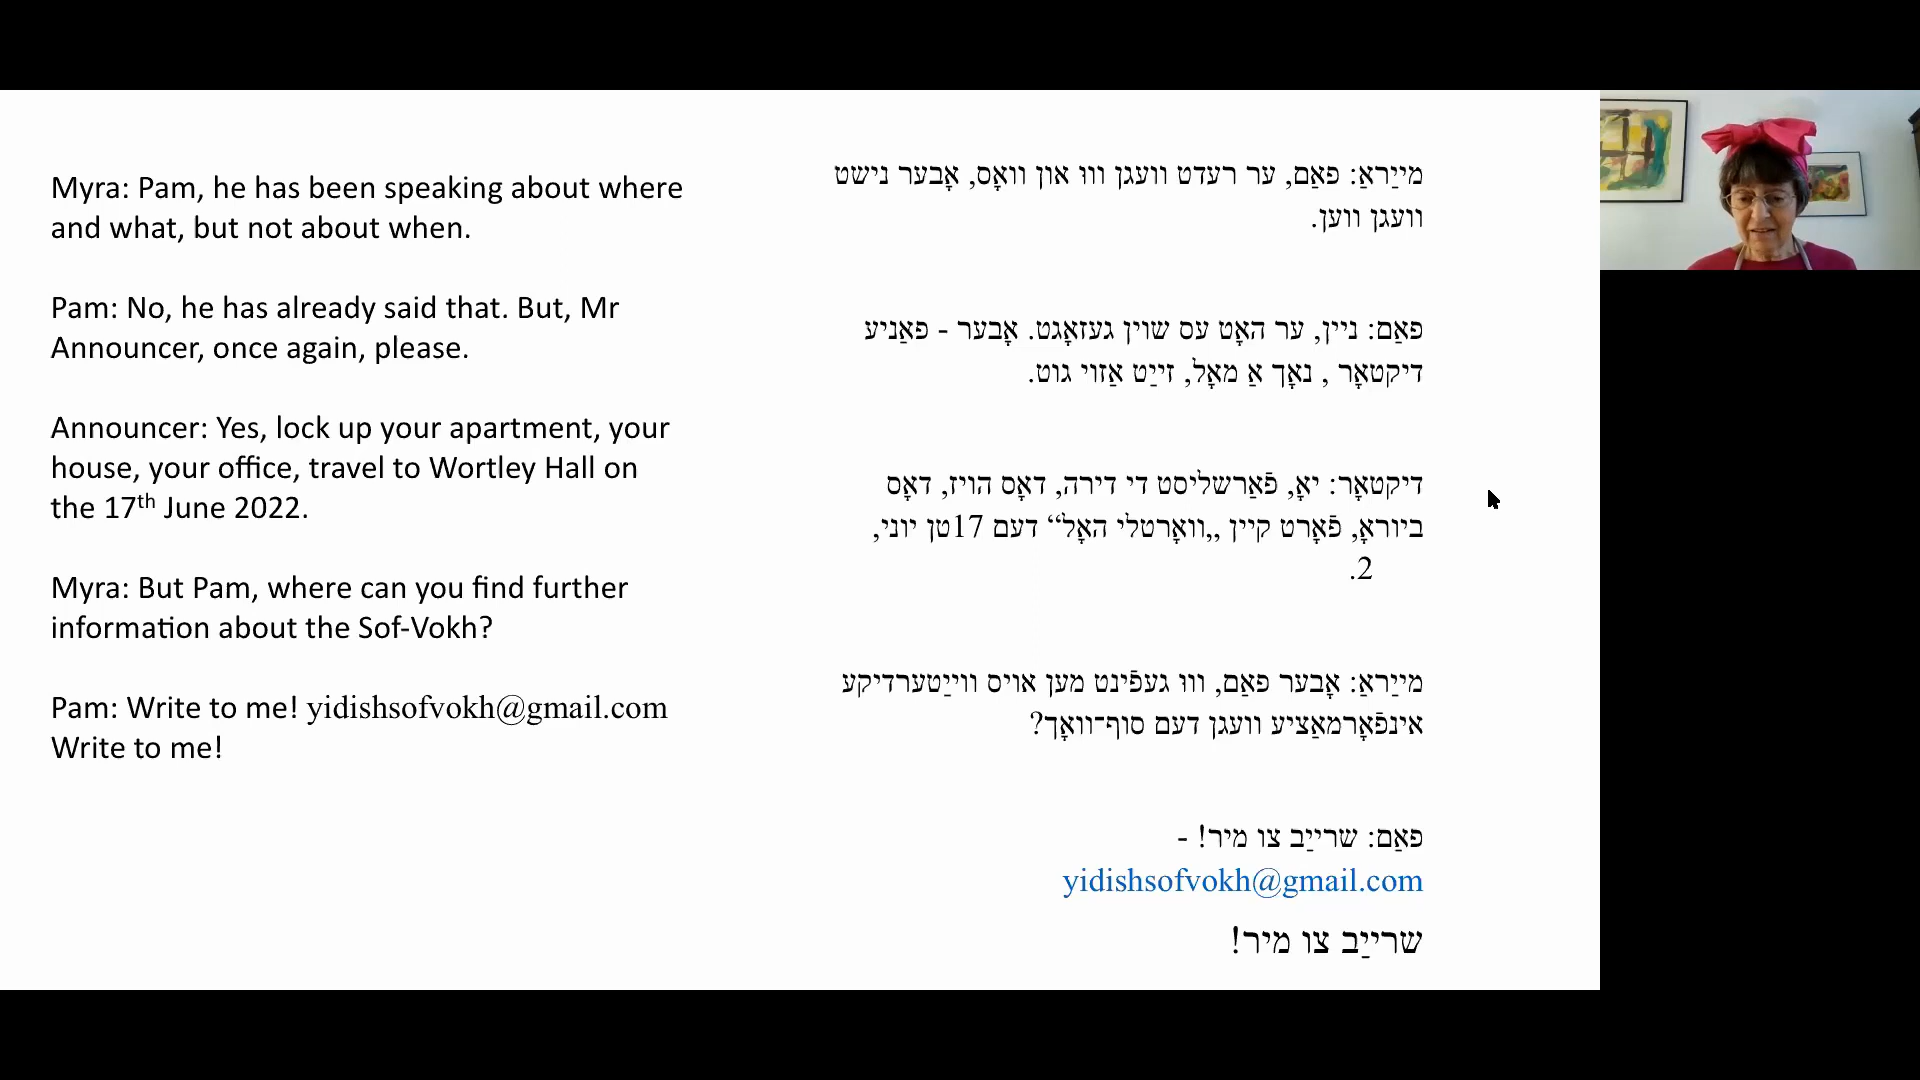 Myra: Pam, he has been speaking about where
and what, but not about when.
Pam: No, he has already said that. But, Mr
Announcer, once again, please.
Announcer: Yes, lock up your apartment, your
house, your office, travel to Wortley Hall on
the 17th June 2022.
Myra: But Pam, where can you find further
information about the Sof-Vokh?
Pam: Write to me! yidishsofvokh@gmail.com
Write to me!
מייַראַ: פּאַם, ער רעדט וועגן וווּ און וואָס, אָבער נישט
וועגן ווען.
פּאַם: ניין, ער האָט עס שוין געזאָגט. אָבער - פּאַניע
דיקטאָר , נאָך אַ מאָל, זייַט אַזוי גוט.
דיקטאָר: יאָ, פֿאַרשליסט די דירה, דאָס הויז, דאָס
ביוראָ, פֿאָרט קיין „וואָרטלי האָל“ דעם 17טן יוני,
2.
מייַראַ: אָבער פּאַם, וווּ געפֿינט מען אויס ווייַטערדיקע
אינפֿאָרמאַציע וועגן דעם סוף־וואָך?
פּאַם: שרייַב צו מיר! -
yidishsofvokh@gmail.com
שרייַב צו מיר!